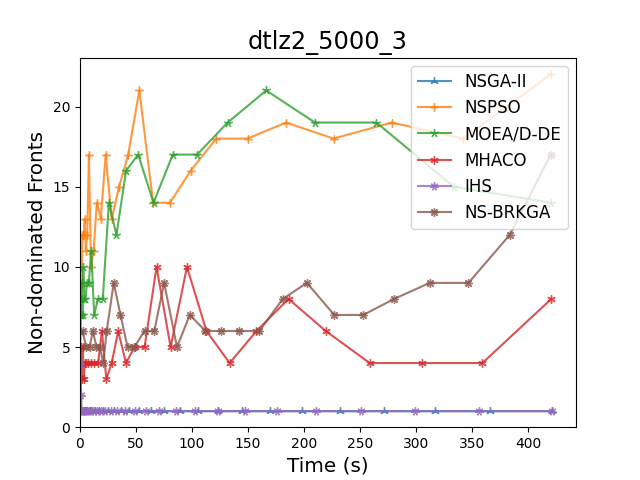 dtlz2_5000_3
Non-dominated Fronts
20
15
10
5
0
0 50 100 150 200 250 300 350 400
Time (s)
NSGA-II
NSPSO
MOEA/D-DE
MHACO
IHS
NS-BRKGA